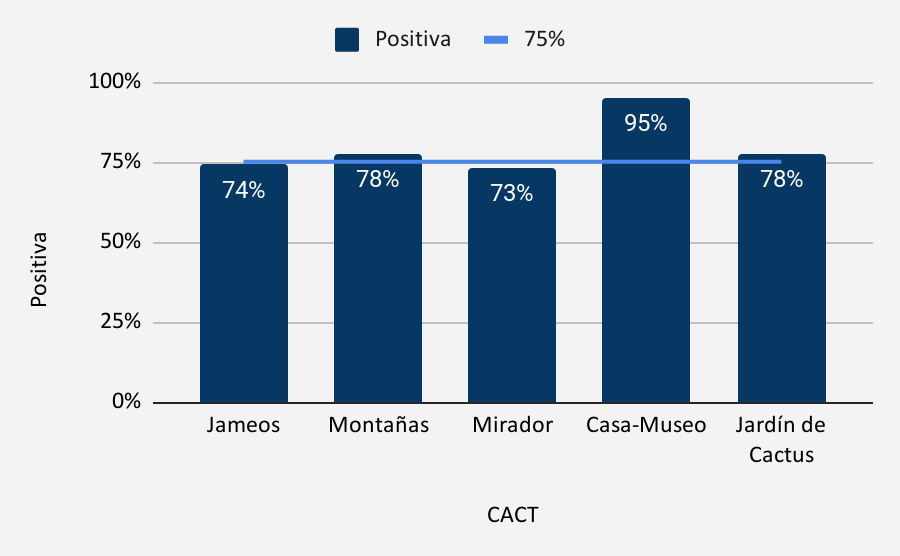 Positiva 75%
100%
75%
50%
25%
0%
Positiva
74%
78%
73%
95%
78%
Jameos
Montañas
Mirador
Casa-Museo
Jardín de
Cactus
CACT